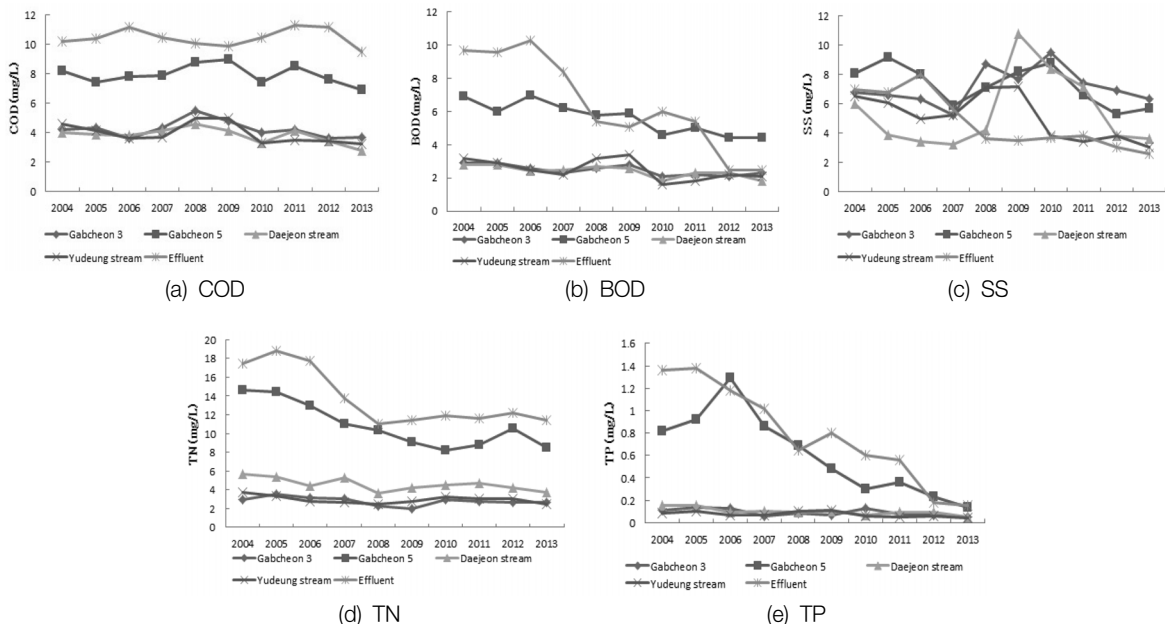 COD (mg/L)
12
10
8
6
4
2
0
2004 2005 2006 2007 2008 2009 2010 2011 2012 2013
Gabcheon 3 Gabcheon 5 Daejeon stream
Yudeung stream Effluent
(a) COD
BOD (mg/L)
12
10
8
6
4
2
0
2004 2005 2006 2007 2008 2009 2010 2011 2012 2013
Gabcheon 3 Gabcheon 5 Daejeon stream
Yudeung stream Effluent
(b) BOD
SS (mg/L)
12
10
8
6
4
2
0
2004 2005 2006 2007 2008 2009 2010 2011 2012 2013
Gabcheon 3 Gabcheon 5 Daejeon stream
Yudeung stream Effluent
(c) SS
TN (mg/L)
20
18
16
14
12
10
8
6
4
2
0
2004 2005 2006 2007 2008 2009 2010 2011 2012 2013
Gabcheon 3 Gabcheon 5 Daejeon stream
Yudeung stream Effluent
(d) TN
TP (mg/L)
1.6
1.4
1.2
1
0.8
0.6
0.4
0.2
0
2004 2005 2006 2007 2008 2009 2010 2011 2012 2013
Gabcheon 3 Gabcheon 5 Daejeon stream
Yudeung stream Effluent
(e) TP